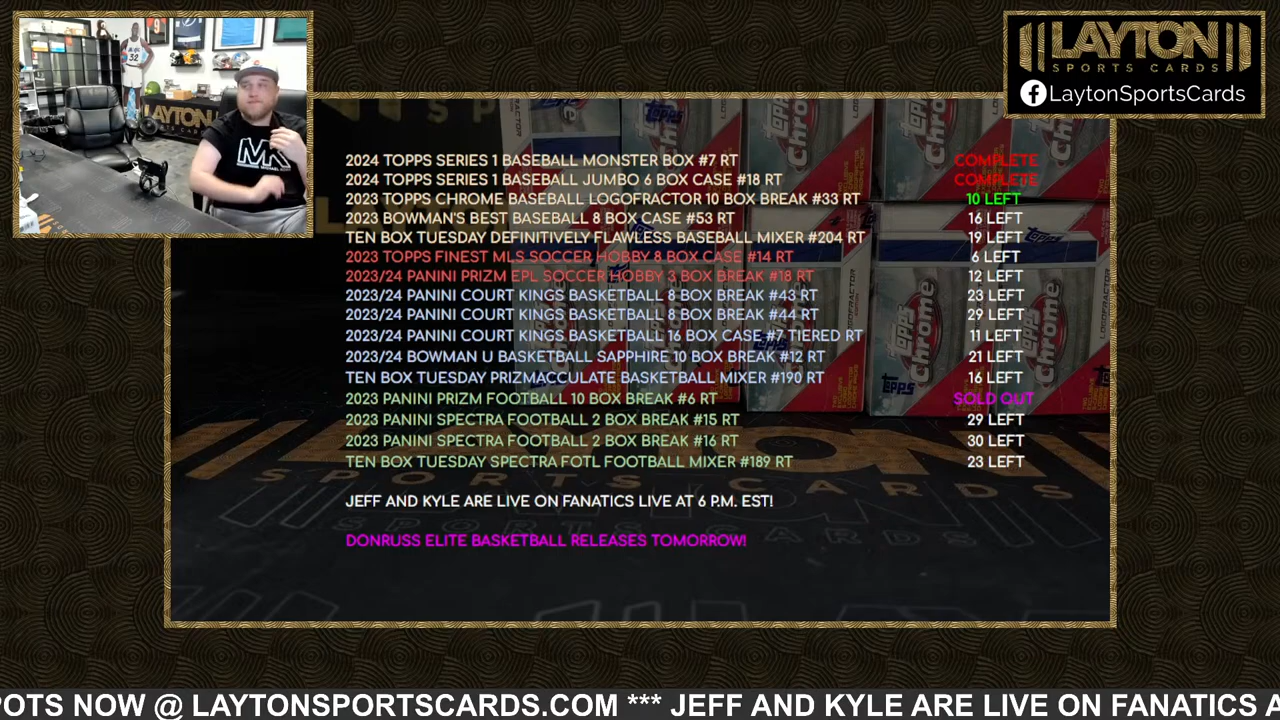 LAYTON
SPORTS CARDS
LaytonSportsCards
32
LAYTON
MK
2024 TOPPS SERIES 1 BASEBALL MONSTER BOX #7 RT COMPLETE
2024 TOPPS SERIES 1 BASEBALL JUMBO 6 BOX CASE #18 RT COMPLETE
2023 TOPPS CHROME BASEBALL LOGOFRACTOR 10 BOX BREAK #33 RT 10 LEFT
2023 BOWMAN'S BEST BASEBALL 8 BOX CASE #53 RT 16 LEFT
TEN BOX TUESDAY DEFINITIVELY FLAWLESS BASEBALL MIXER #204 RT 19 LEFT
2023 TOPPS FINEST MLS SOCCER HOBBY 8 BOX CASE #14 RT 6 LEFT
2023/24 PANINI PRIZM EPL SOCCER HOBBY 3 BOX BREAK #18 RT 12 LEFT
2023/24 PANINI COURT KINGS BASKETBALL 8 BOX BREAK #43 RT 23 LEFT
2023/24 PANINI COURT KINGS BASKETBALL 8 BOX BREAK #44 RT 29 LEFT
2023/24 PANINI COURT KINGS BASKETBALL 16 BOX CASE #7 TIERED RT 11 LEFT
2023/24 BOWMAN U BASKETBALL SAPPHIRE 10 BOX BREAK #12 RT 21 LEFT
TEN BOX TUESDAY PRIZMACCULATE BASKETBALL MIXER #190 RT 16 LEFT
2023 PANINI PRIZM FOOTBALL 10 BOX BREAK #6 RT SOLD OUT
2023 PANINI SPECTRA FOOTBALL 2 BOX BREAK #15 RT 29 LEFT
2023 PANINI SPECTRA FOOTBALL 2 BOX BREAK #16 RT 30 LEFT
TEN BOX TUESDAY SPECTRA FOTL FOOTBALL MIXER #189 RT 23 LEFT
JEFF AND KYLE ARE LIVE ON FANATICS LIVE AT 6 P.M. EST!
DONRUSS ELITE BASKETBALL RELEASES TOMORROW!
Topps Chrome
Topps Chrome
LAYTON
SPORTS CARDS
POTS NOW @ LAYTONSPORTSCARDS.COM *** JEFF AND KYLE ARE LIVE ON FANATICS